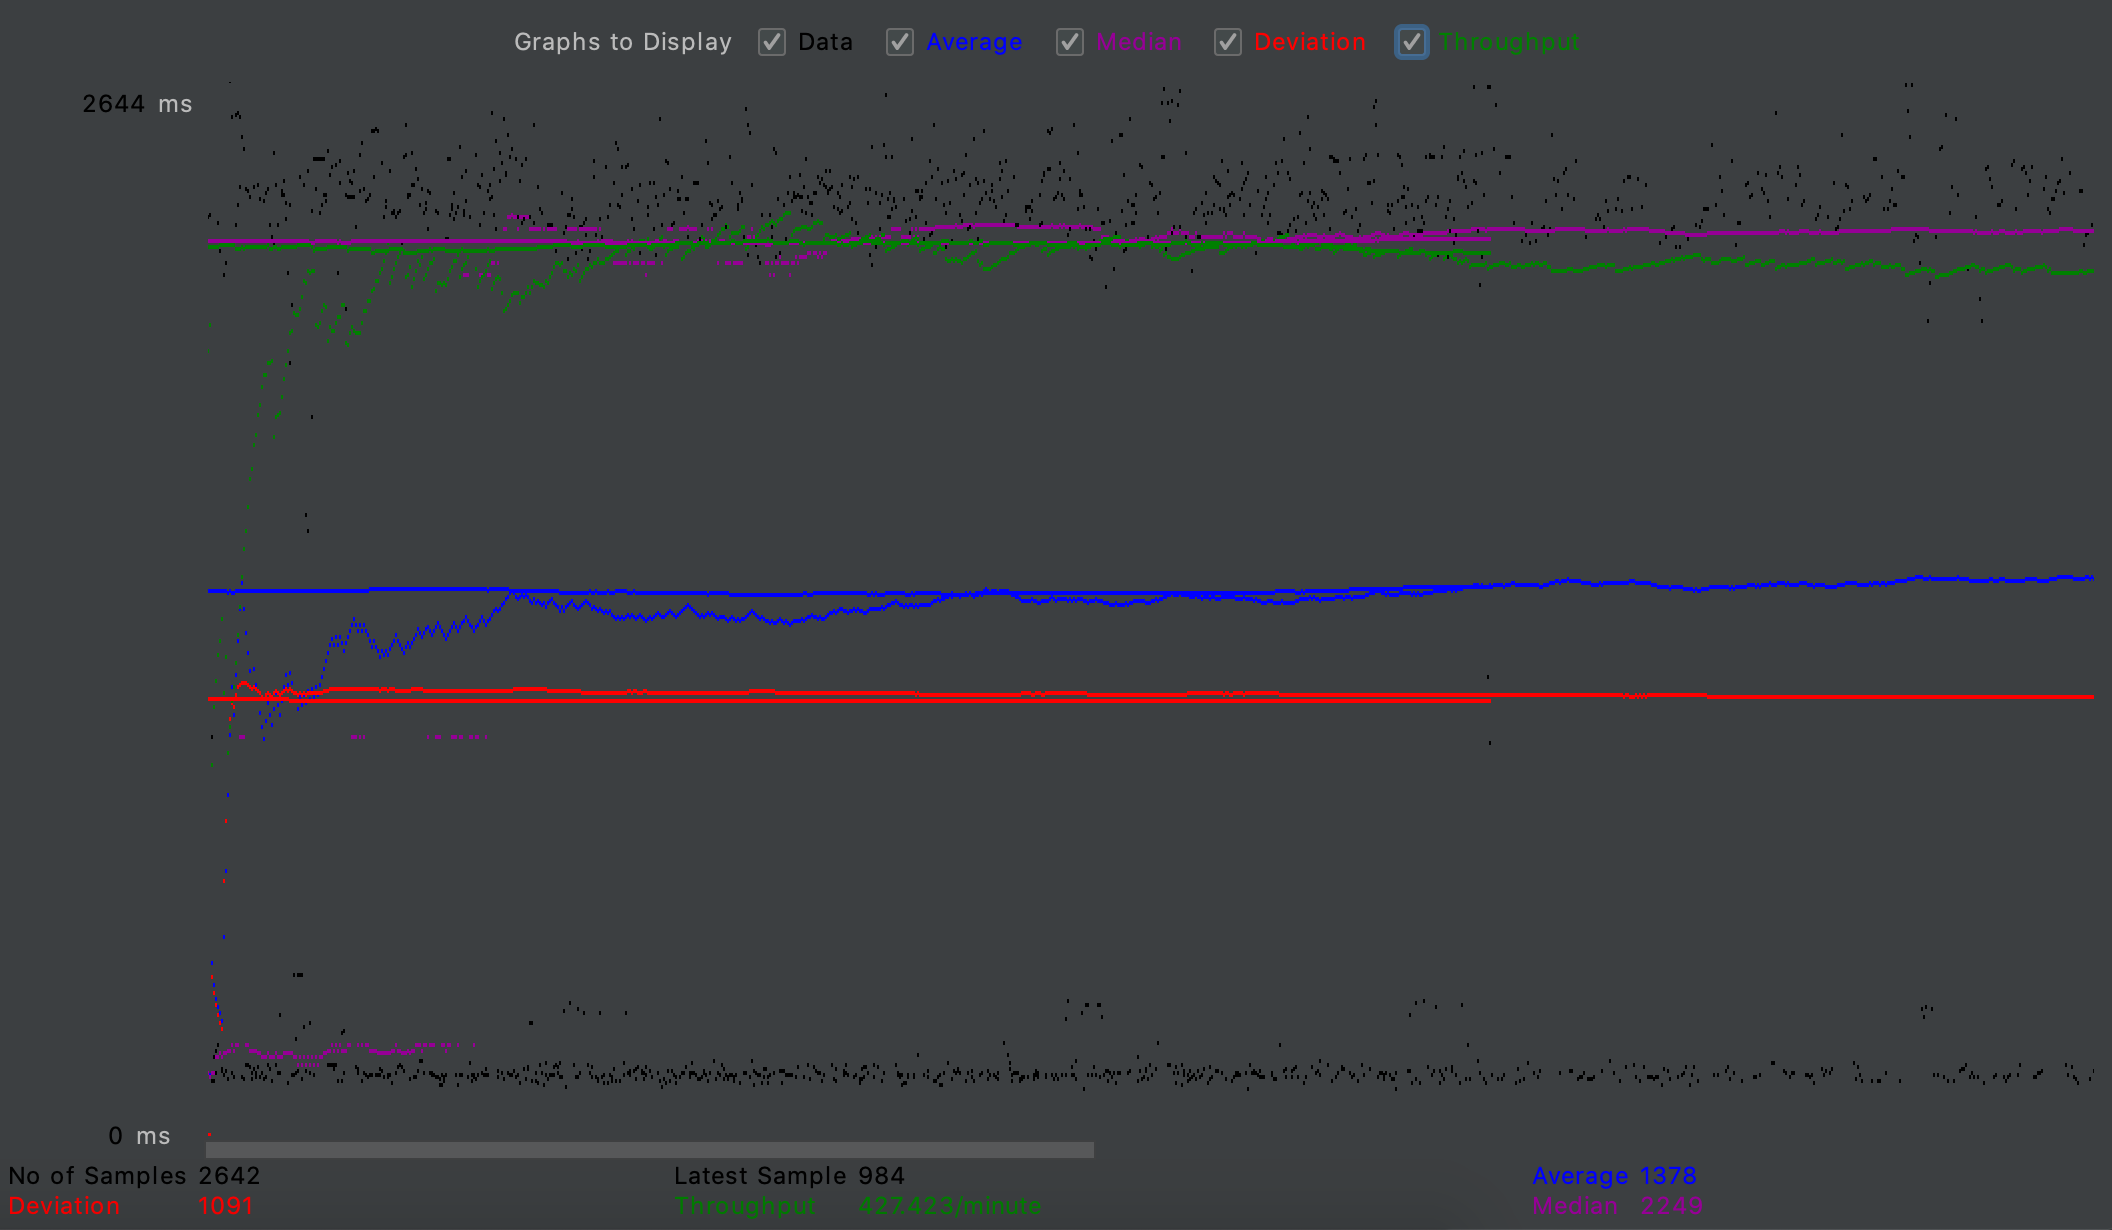 Graphs to Display Data Average Median Deviation Throughput
2644 ms
0 ms
No of Samples 2642 Latest Sample 984 Average 1378
Deviation 1091 Throughput 427.423/minute Median 2249